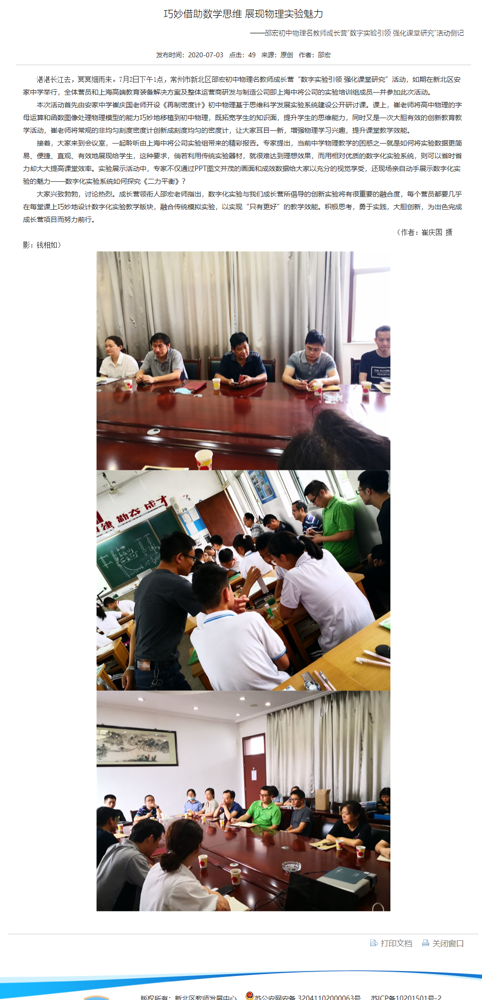 巧妙借助数学思维 展现物理实验魅力
——邵宏初中物理名教师成长营“数字实验引领 强化课堂研究”活动侧记
发布时间：2020-07-03 点击：49 来源：原创 作者：邵宏
湛湛长江去，冥冥细雨来。7月2日下午1点，常州市新北区邵宏初中物理名教师成长营“数字实验引领 强化课堂研究”活动，如期在新北区安
家中学举行，全体营员和上海高端教育装备解决方案及整体运营商研发与制造公司即上海中将公司的实验培训组成员一并参加此次活动。
本次活动首先由安家中学崔庆国老师开设《再制密度计》初中物理基于思维科学发展实验系统建设公开研讨课。课上，崔老师将高中物理的字
母运算和函数图像处理物理模型的能力巧妙地移植到初中物理，既拓宽学生的知识面，提升学生的思维能力，同时又是一次大胆有效的创新教育教
学活动，崔老师将常规的非均匀刻度密度计创新成刻度均匀的密度计，让大家耳目一新，增强物理学习兴趣，提升课堂教学效能。
接着，大家来到会议室，一起聆听由上海中将公司实验组带来的精彩报告。专家提出，当前中学物理教学的困惑之一就是如何将实验数据更简
易、便捷、直观、有效地展现给学生，这种要求，倘若利用传统实验器材，就很难达到理想效果，而用相对优质的数字化实验系统，则可以省时省
力却大大提高课堂效率。实验展示活动中，专家不仅通过PPT图文并茂的画面和成效数据给大家以充分的视觉享受，还现场亲自动手展示数字化实
验的魅力——数字化实验系统如何探究《二力平衡》？
大家兴致勃勃，讨论热烈。成长营领衔人邵宏老师指出，数字化实验与我们成长营所倡导的创新实验将有很重要的融合度，每个营员都要几乎
在每堂课上巧妙地设计数字化实验教学版块，融合传统模拟实验，以实现“只有更好”的教学效能。积极思考，勇于实践，大胆创新，为出色完成
成长营项目而努力前行。
（作者：崔庆国 摄
影：钱相如）
THE FUTURE
PEACEFUL
律 勤奋 成才
打印文档 关闭窗口
版权所有：新北区教师发展中心 苏公安网安备 32041102000063号 苏ICP备10201501号-2